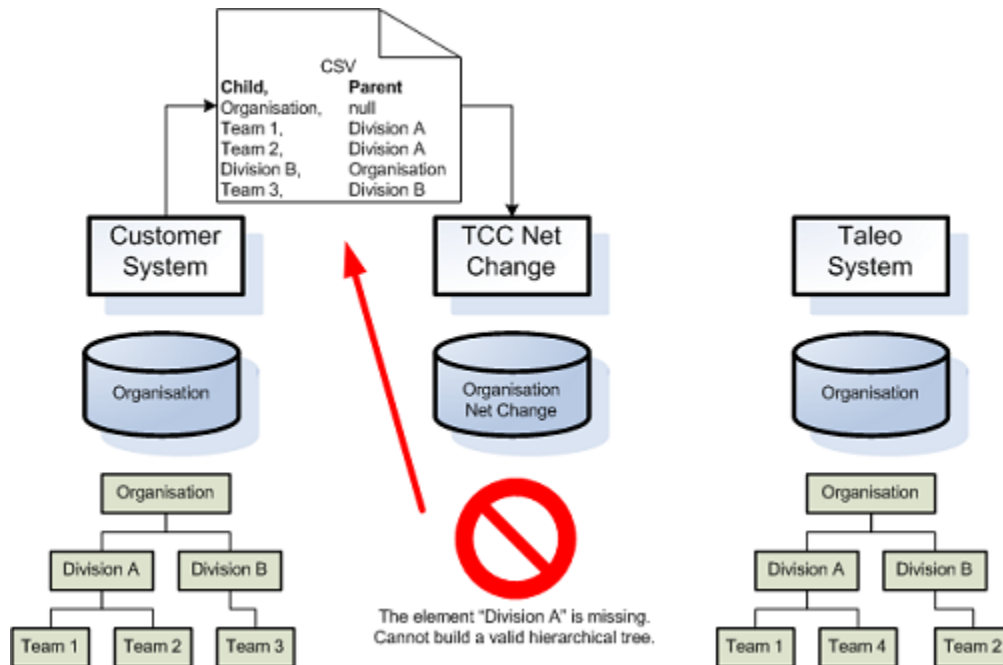 CSV
Child, Parent
Organisation, null
Team 1, Division A
Team 2, Division A
Division B, Organisation
Team 3, Division B
Customer
System
TCC Net
Change
Taleo
System
Organisation
Organisation
Net Change
Organisation
Organisation
Division A Division B
Team 1 Team 2 Team 3
The element "Division A" is missing.
Cannot build a valid hierarchical tree.
Organisation
Division A Division B
Team 1 Team 4 Team 2